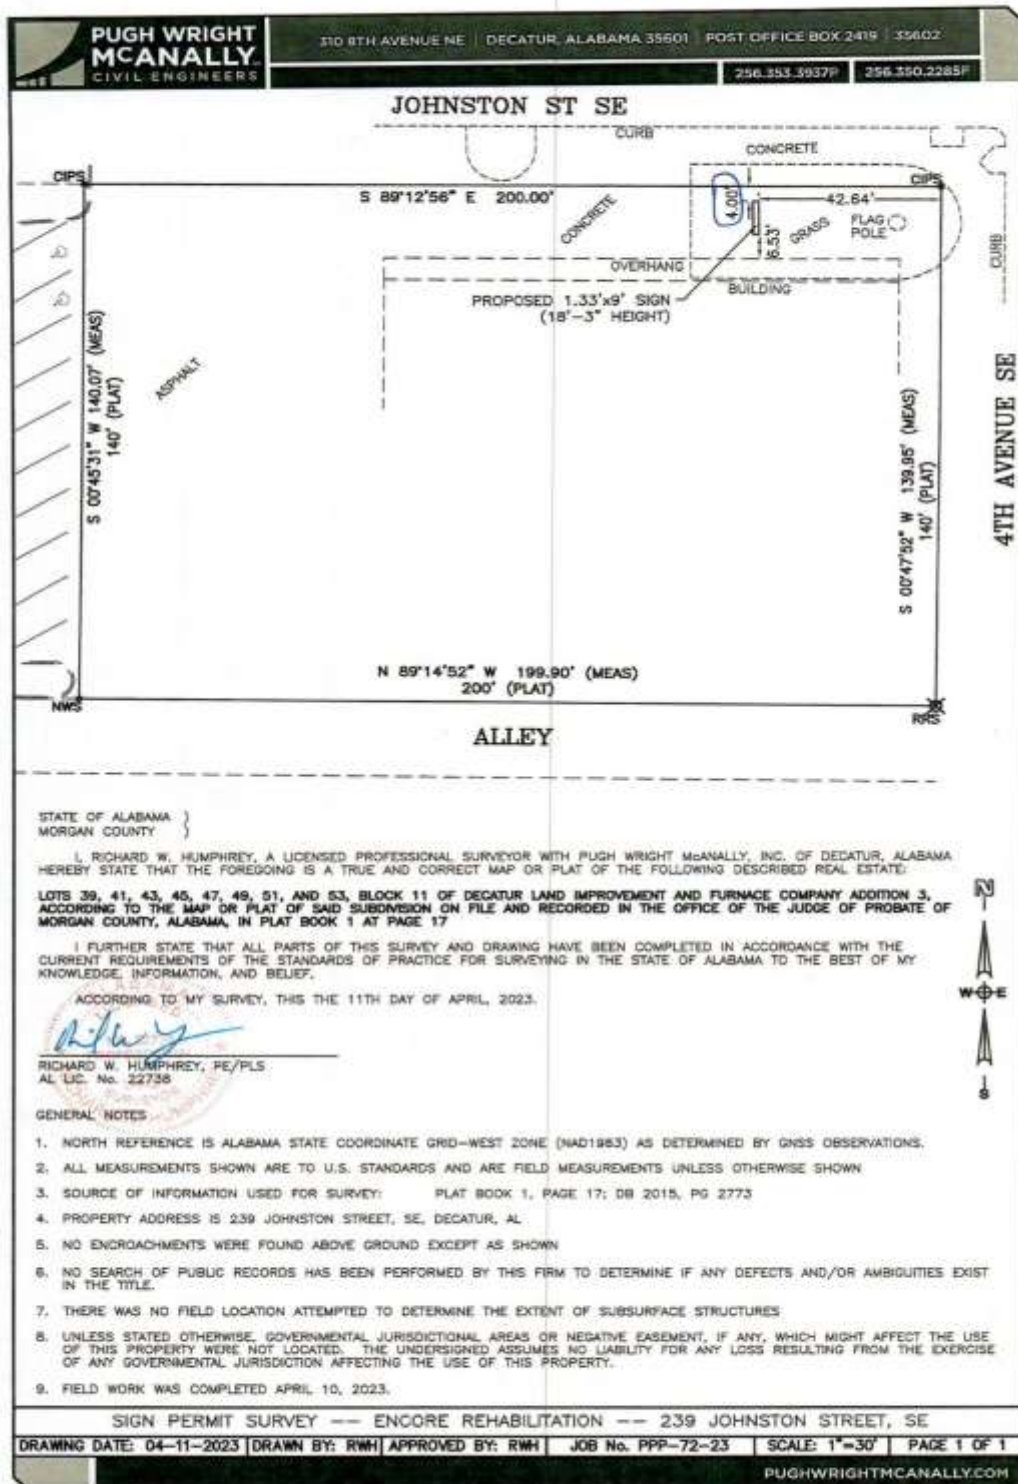 PUGH WRIGHT
MCANALLY
CIVIL ENGINEERS
310 8TH AVENUE NE | DECATUR, ALABAMA 35601 | POST OFFICE BOX 2419 | 35602
256.353.3937P 256.350.2285F
JOHNSTON ST SE
CURB
CONCRETE
CIPS
S 89°12'56" E 200.00'
CIPS
4.00'
42.64'
CONCRETE
GRASS
FLAG
POLE
6.53'
CURB
OVERHANG
BUILDING
PROPOSED 1.33'x9' SIGN
(18'-3" HEIGHT)
ASPHALT
S 00°45'31" W 140.07' (MEAS)
140' (PLAT)
S 00°47'52" W 139.95' (MEAS)
140' (PLAT)
4TH AVENUE SE
N 89°14'52" W 199.90' (MEAS)
200' (PLAT)
NWS
RRS
ALLEY
STATE OF ALABAMA )
MORGAN COUNTY )
I, RICHARD W. HUMPHREY, A LICENSED PROFESSIONAL SURVEYOR WITH PUGH WRIGHT McANALLY, INC. OF DECATUR, ALABAMA
HEREBY STATE THAT THE FOREGOING IS A TRUE AND CORRECT MAP OR PLAT OF THE FOLLOWING DESCRIBED REAL ESTATE:
LOTS 39, 41, 43, 45, 47, 49, 51, AND 53, BLOCK 11 OF DECATUR LAND IMPROVEMENT AND FURNACE COMPANY ADDITION 3,
ACCORDING TO THE MAP OR PLAT OF SAID SUBDIVISION ON FILE AND RECORDED IN THE OFFICE OF THE JUDGE OF PROBATE OF
MORGAN COUNTY, ALABAMA, IN PLAT BOOK 1 AT PAGE 17
I FURTHER STATE THAT ALL PARTS OF THIS SURVEY AND DRAWING HAVE BEEN COMPLETED IN ACCORDANCE WITH THE
CURRENT REQUIREMENTS OF THE STANDARDS OF PRACTICE FOR SURVEYING IN THE STATE OF ALABAMA TO THE BEST OF MY
KNOWLEDGE, INFORMATION, AND BELIEF.
ACCORDING TO MY SURVEY, THIS THE 11TH DAY OF APRIL, 2023.
RICHARD W. HUMPHREY, PE/PLS
AL LIC. No. 22738
N
W E
S
GENERAL NOTES
1. NORTH REFERENCE IS ALABAMA STATE COORDINATE GRID-WEST ZONE (NAD1983) AS DETERMINED BY GNSS OBSERVATIONS.
2. ALL MEASUREMENTS SHOWN ARE TO U.S. STANDARDS AND ARE FIELD MEASUREMENTS UNLESS OTHERWISE SHOWN
3. SOURCE OF INFORMATION USED FOR SURVEY: PLAT BOOK 1, PAGE 17; DB 2015, PG 2773
4. PROPERTY ADDRESS IS 239 JOHNSTON STREET, SE, DECATUR, AL
5. NO ENCROACHMENTS WERE FOUND ABOVE GROUND EXCEPT AS SHOWN
6. NO SEARCH OF PUBLIC RECORDS HAS BEEN PERFORMED BY THIS FIRM TO DETERMINE IF ANY DEFECTS AND/OR AMBIGUITIES EXIST
IN THE TITLE.
7. THERE WAS NO FIELD LOCATION ATTEMPTED TO DETERMINE THE EXTENT OF SUBSURFACE STRUCTURES
8. UNLESS STATED OTHERWISE, GOVERNMENTAL JURISDICTIONAL AREAS OR NEGATIVE EASEMENT, IF ANY, WHICH MIGHT AFFECT THE USE
OF THIS PROPERTY WERE NOT LOCATED. THE UNDERSIGNED ASSUMES NO LIABILITY FOR ANY LOSS RESULTING FROM THE EXERCISE
OF ANY GOVERNMENTAL JURISDICTION AFFECTING THE USE OF THIS PROPERTY.
9. FIELD WORK WAS COMPLETED APRIL 10, 2023.
SIGN PERMIT SURVEY -- ENCORE REHABILITATION -- 239 JOHNSTON STREET, SE
DRAWING DATE: 04-11-2023 DRAWN BY: RWH APPROVED BY: RWH JOB No. PPP-72-23 SCALE: 1"=30' PAGE 1 OF 1
PUGHWRIGHTMCANALLY.COM